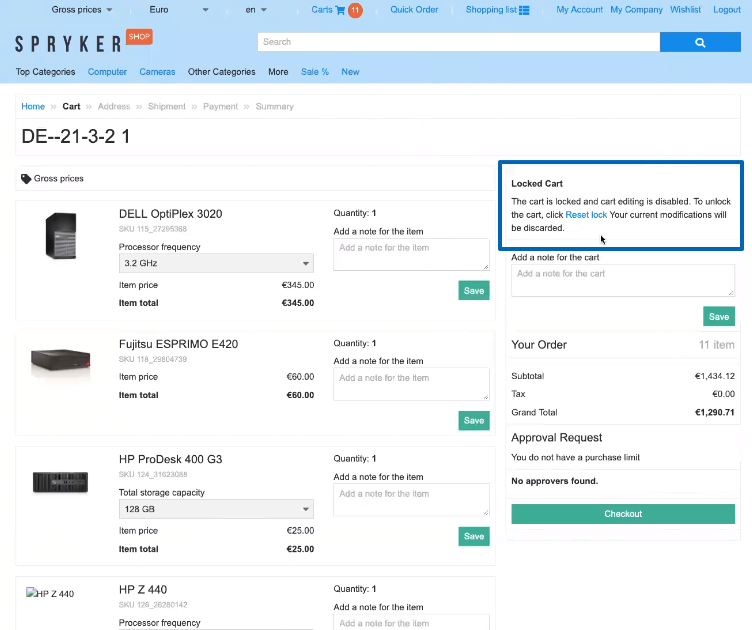 Gross prices
Euro
en
Carts 11
Quick Order
Shopping list
My Account
My Company
Wishlist
Logout
SPRYKER SHOP
Search
Top Categories
Computer
Cameras
Other Categories
More
Sale %
New
Home » Cart » Address » Shipment » Payment » Summary
DE--21-3-2 1
Gross prices
DELL OptiPlex 3020
SKU 115_27295368
Processor frequency
3.2 GHz
Item price €345.00
Item total €345.00
Quantity: 1
Add a note for the item
Add a note for the item
Save
Fujitsu ESPRIMO E420
SKU 118_29804739
Item price €60.00
Item total €60.00
Quantity: 1
Add a note for the item
Add a note for the item
Save
HP ProDesk 400 G3
SKU 124_31623088
Total storage capacity
128 GB
Item price €25.00
Item total €25.00
Quantity: 1
Add a note for the item
Add a note for the item
Save
HP Z 440
HP Z 440
SKU 126_26280142
Processor frequency
Quantity: 1
Add a note for the item
Add a note for the item
Locked Cart
The cart is locked and cart editing is disabled. To unlock
the cart, click Reset lock Your current modifications will
be discarded.
Add a note for the cart
Add a note for the cart
Save
Your Order 11 item
Subtotal €1,434.12
Tax €0.00
Grand Total €1,290.71
Approval Request
You do not have a purchase limit
No approvers found.
Checkout